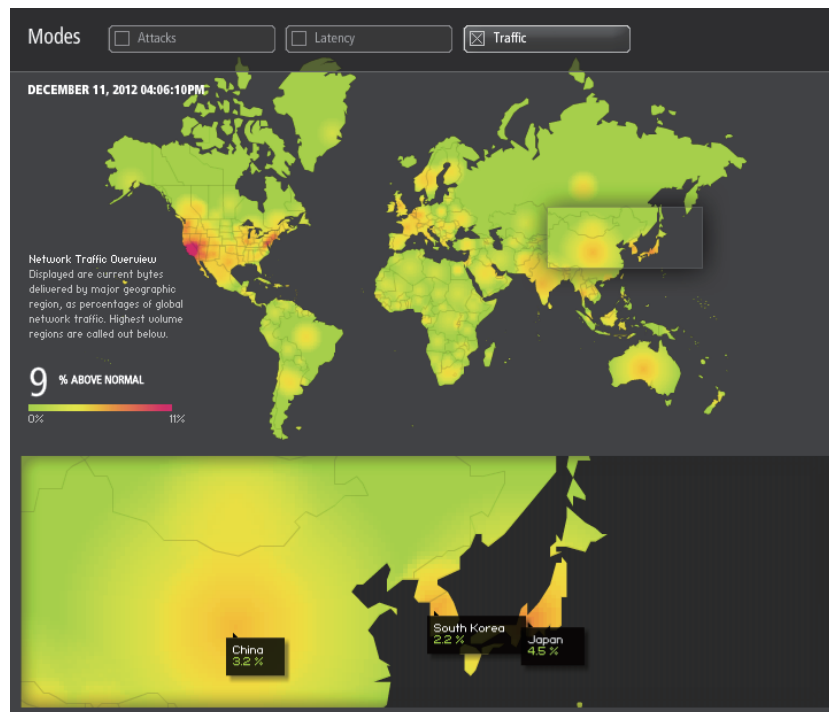 Modes
Attacks
Latency
Traffic
DECEMBER 11, 2012 04:06:10PM
Network Traffic Overview
Displayed are current bytes
delivered by major geographic
region, as percentages of global
network traffic. Highest volume
regions are called out below.
9 % ABOVE NORMAL
0% 11%
China
3.2 %
South Korea
2.2 %
Japan
4.5 %